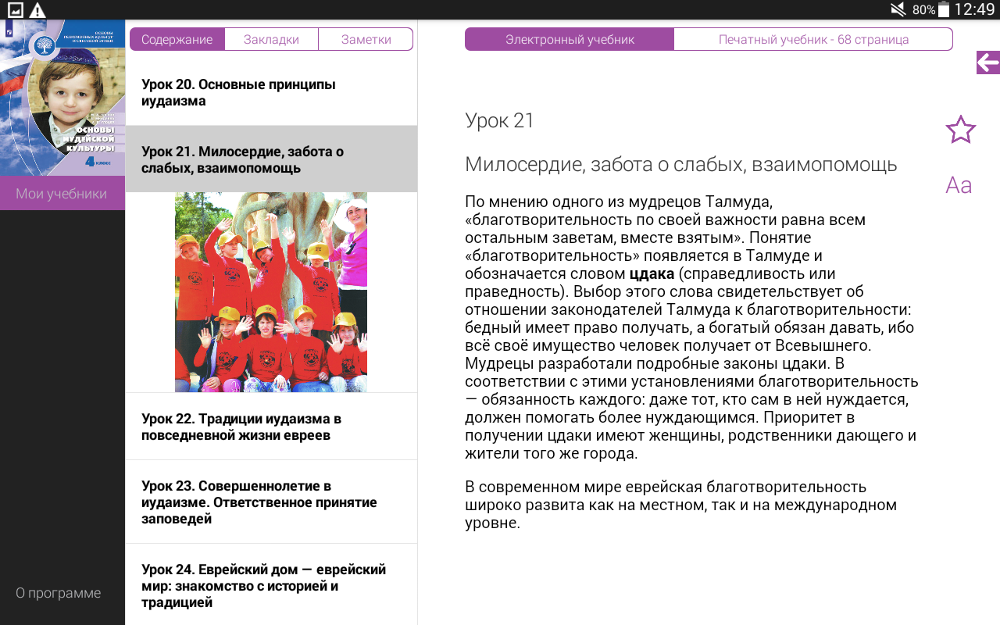 80% 12:49
ОСНОВЫ
РЕЛИГИОЗНЫХ КУЛЬТУР
И СВЕТСКОЙ ЭТИКИ
ОСНОВЫ
ИУДЕЙСКОЙ
КУЛЬТУРЫ
4 класс
Мои учебники
О программе
Содержание Закладки Заметки
Урок 20. Основные принципы
иудаизма
Урок 21. Милосердие, забота о
слабых, взаимопомощь
Урок 22. Традиции иудаизма в
повседневной жизни евреев
Урок 23. Совершеннолетие в
иудаизме. Ответственное принятие
заповедей
Урок 24. Еврейский дом — еврейский
мир: знакомство с историей и
традицией
Электронный учебник Печатный учебник - 68 страница
Урок 21
Милосердие, забота о слабых, взаимопомощь
Aa
По мнению одного из мудрецов Талмуда,
«благотворительность по своей важности равна всем
остальным заветам, вместе взятым». Понятие
«благотворительность» появляется в Талмуде и
обозначается словом цдака (справедливость или
праведность). Выбор этого слова свидетельствует об
отношении законодателей Талмуда к благотворительности:
бедный имеет право получать, а богатый обязан давать, ибо
всё своё имущество человек получает от Всевышнего.
Мудрецы разработали подробные законы цдаки. В
соответствии с этими установлениями благотворительность
— обязанность каждого: даже тот, кто сам в ней нуждается,
должен помогать более нуждающимся. Приоритет в
получении цдаки имеют женщины, родственники дающего и
жители того же города.
В современном мире еврейская благотворительность
широко развита как на местном, так и на международном
уровне.